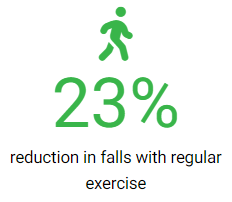 23%
reduction in falls with regular
exercise